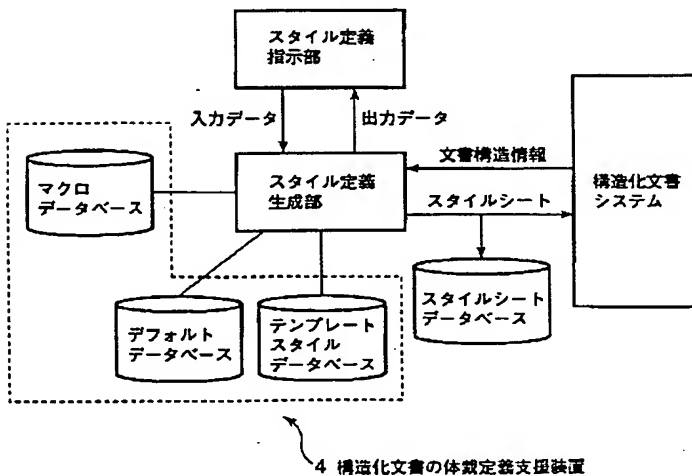 スタイル定義
指示部
入力データ
出力データ
文書構造情報
マクロ
データベース
スタイル定義
生成部
スタイルシート
構造化文書
システム
デフォルト
データベース
テンプレート
スタイル
データベース
スタイルシート
データベース
4 構造化文書の体裁定義支援装置